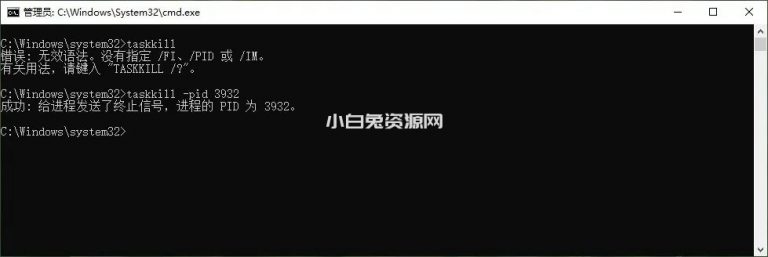 管理员: C:\Windows\System32\cmd.exe
C:\Windows\system32>taskkill
错误: 无效语法。没有指定 /FI、/PID 或 /IM。
有关用法，请键入 "TASKKILL /?"。
C:\Windows\system32>taskkill -pid 3932
成功: 给进程发送了终止信号，进程的 PID 为 3932。
小白兔资源网
C:\Windows\system32>